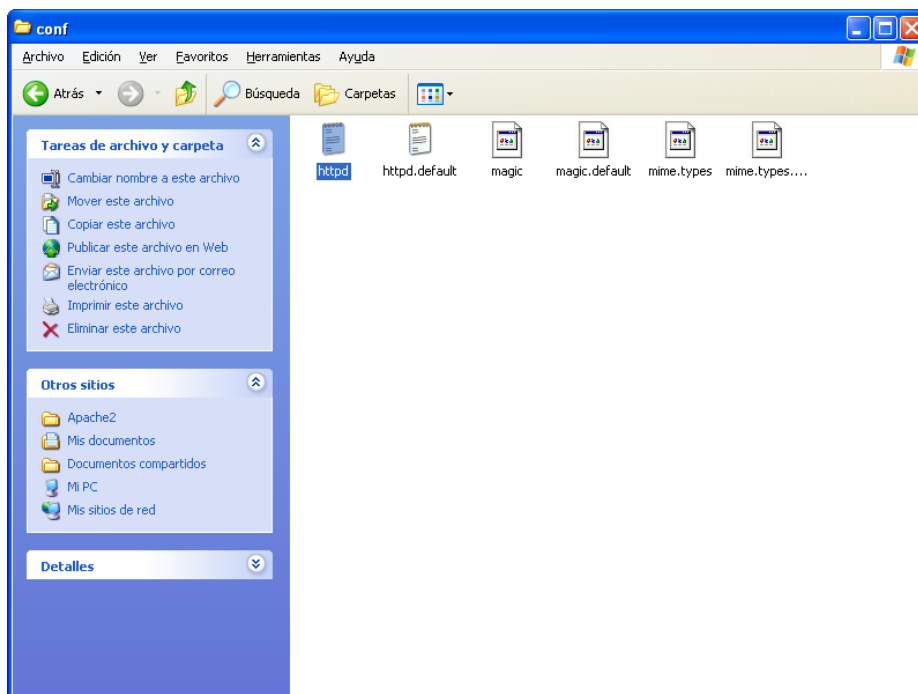 conf
Archivo Edición Ver Favoritos Herramientas Ayuda
Atrás Búsqueda Carpetas
Tareas de archivo y carpeta
Cambiar nombre a este archivo
Mover este archivo
Copiar este archivo
Publicar este archivo en Web
Enviar este archivo por correo
electrónico
Imprimir este archivo
Eliminar este archivo
Otros sitios
Apache2
Mis documentos
Documentos compartidos
Mi PC
Mis sitios de red
Detalles
httpd httpd.default magic magic.default mime.types mime.types....